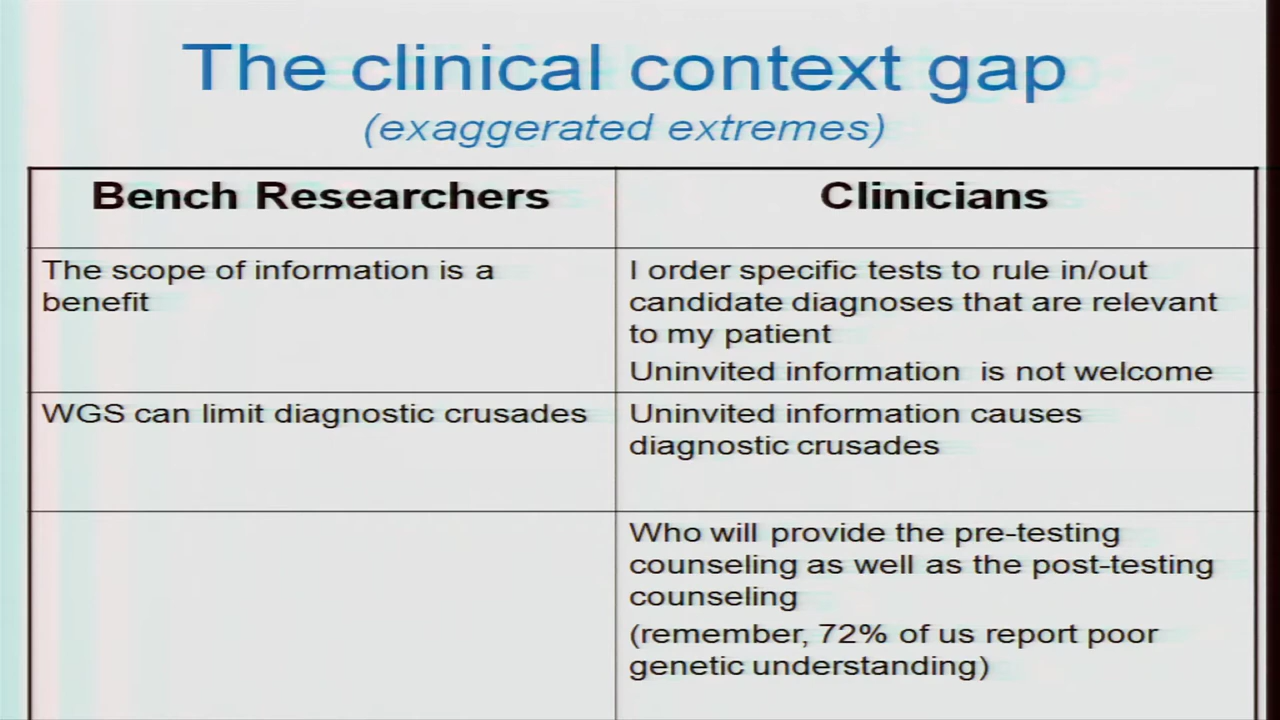 The clinical context gap
(exaggerated extremes)
Bench Researchers
Clinicians
The scope of information is a
benefit
I order specific tests to rule in/out
candidate diagnoses that are relevant
to my patient
Uninvited information is not welcome
WGS can limit diagnostic crusades
Uninvited information causes
diagnostic crusades
Who will provide the pre-testing
counseling as well as the post-testing
counseling
(remember, 72% of us report poor
genetic understanding)